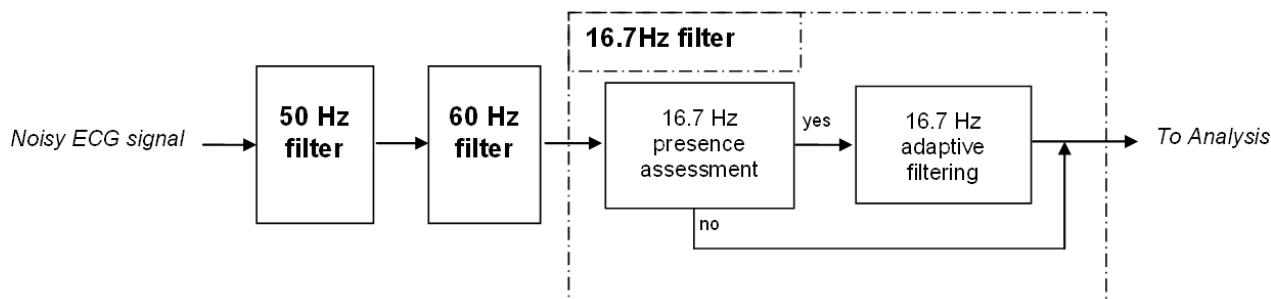 16.7Hz filter
Noisy ECG signal
50 Hz
filter
60 Hz
filter
16.7 Hz
presence
assessment
yes
no
16.7 Hz
adaptive
filtering
To Analysis